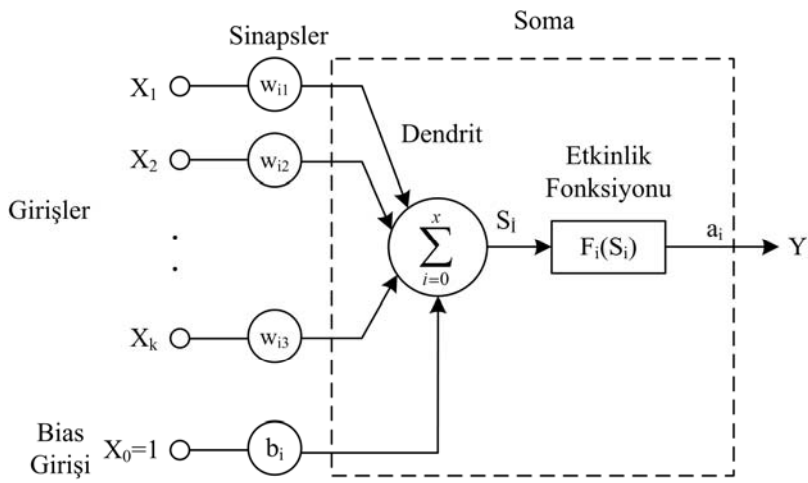 Soma
Sinapsler
X1
wi1
Dendrit
X2
wi2
Etkinlik
Fonksiyonu
Girişler
x
∑
i=0
Si
Fi(Si)
ai
Y
.
.
Xk
wi3
Bias
Girişi
X0=1
bi